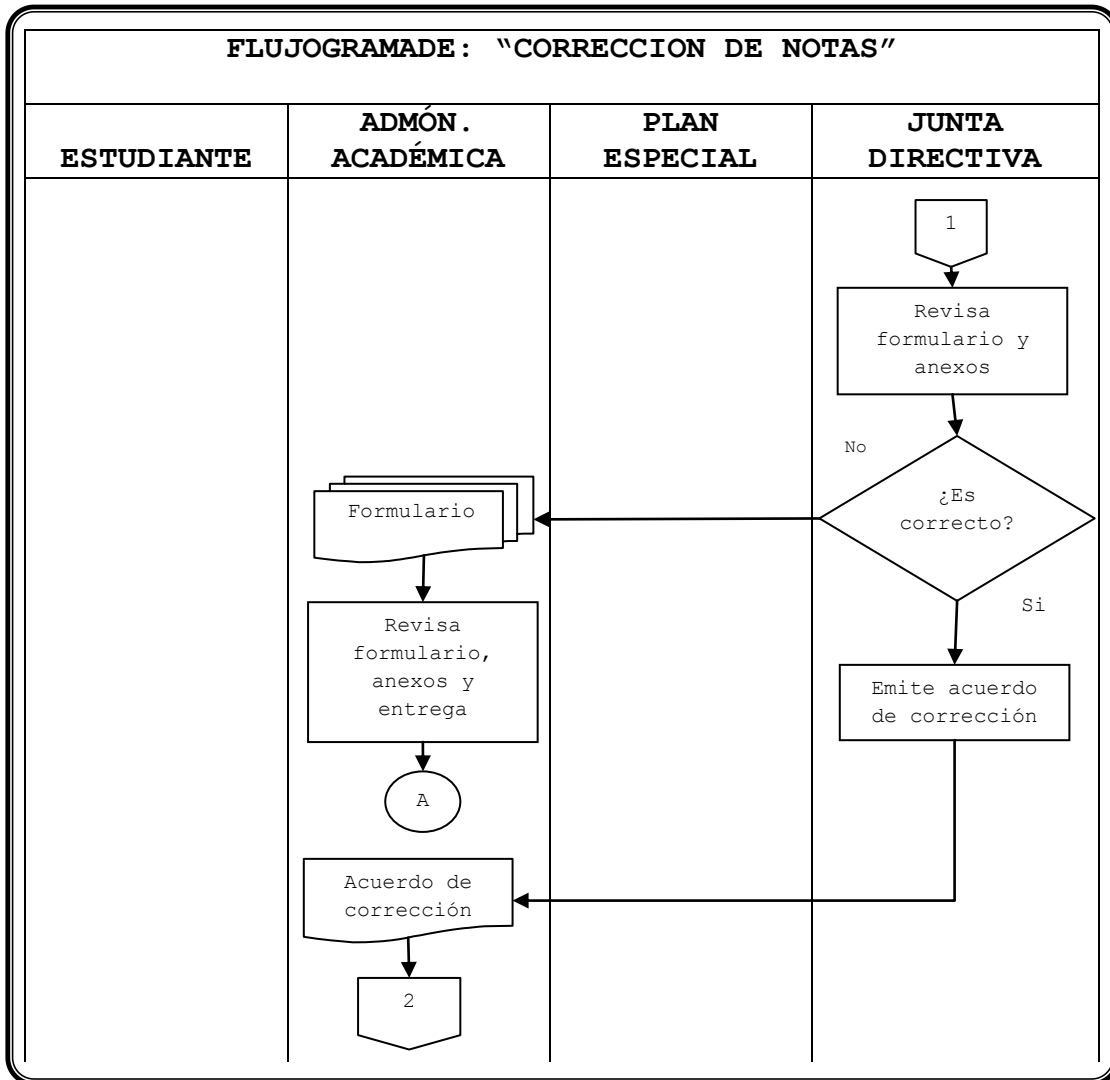 FLUJOGRAMADE: “CORRECCION DE NOTAS”
ESTUDIANTE
ADMÓN.
ACADÉMICA
PLAN
ESPECIAL
JUNTA
DIRECTIVA
1
Revisa
formulario y
anexos
No
¿Es
correcto?
Si
Formulario
Revisa
formulario,
anexos y
entrega
Emite acuerdo
de corrección
A
Acuerdo de
corrección
2